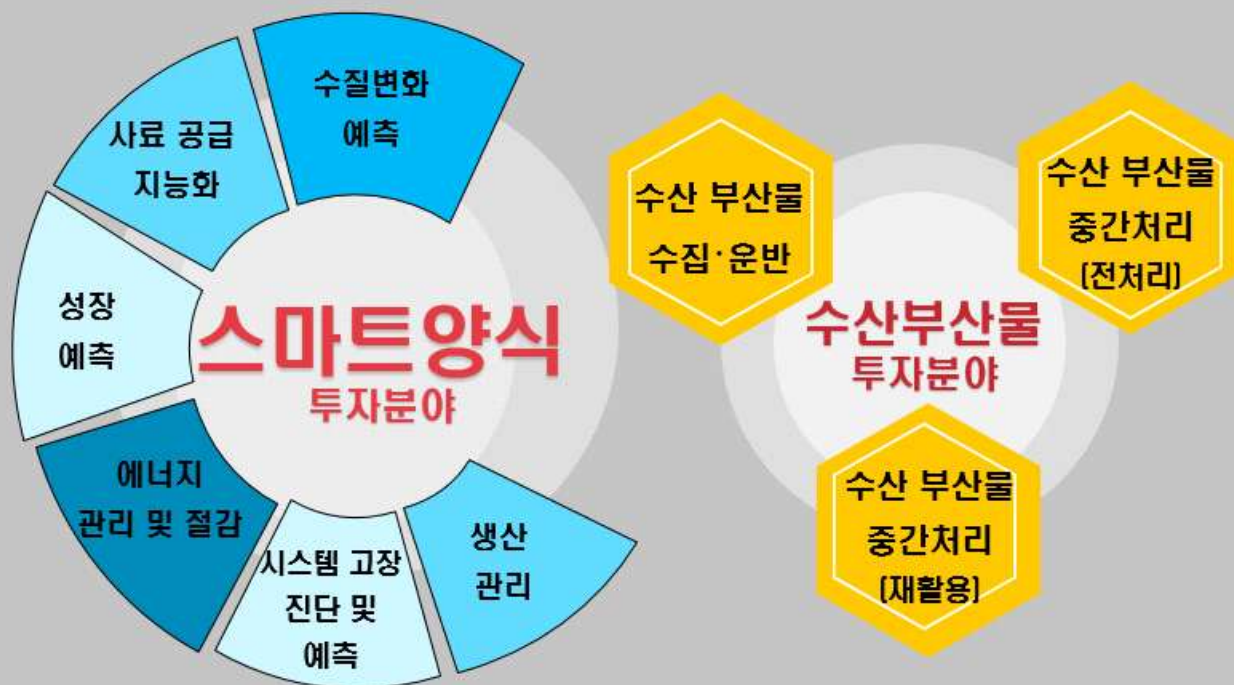 수질변화
예측
사료 공급
지능화
성장
예측
에너지
관리 및 절감
시스템 고장
진단 및
예측
생산
관리
스마트양식
투자분야
수산 부산물
수집·운반
수산 부산물
중간처리
(전처리)
수산부산물
투자분야
수산 부산물
중간처리
(재활용)